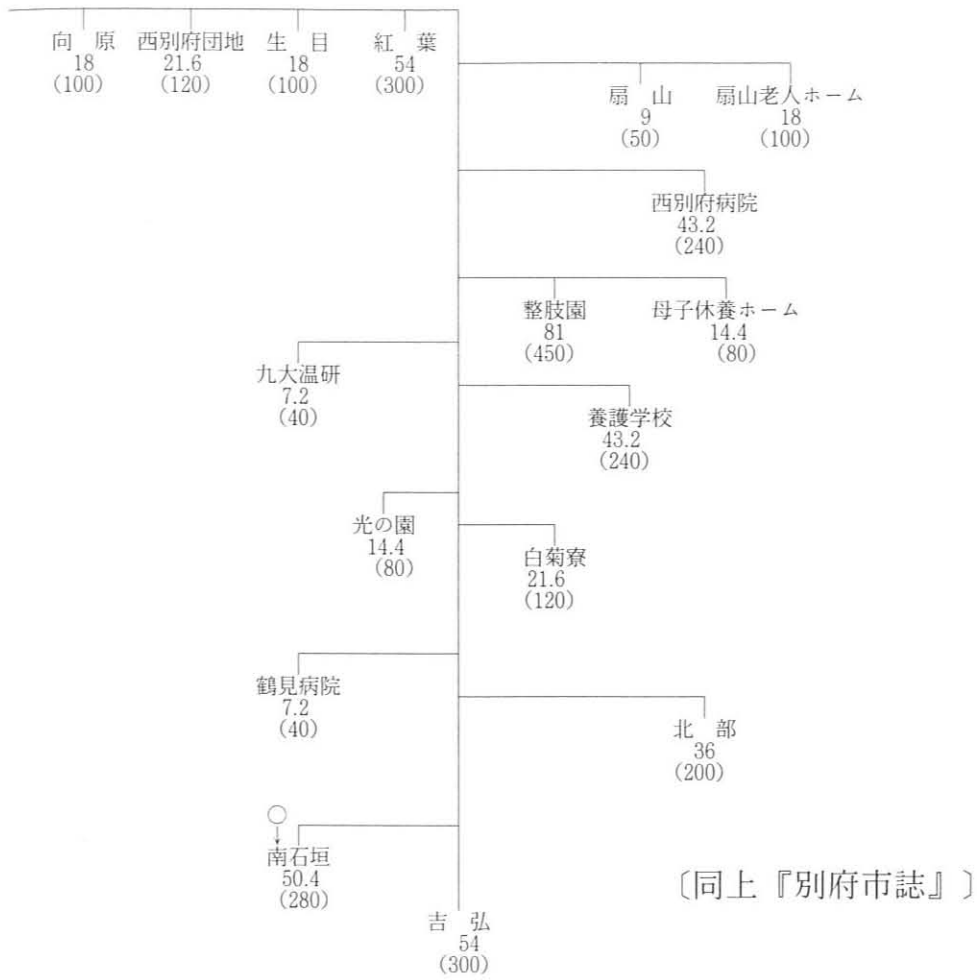 向　原
18
(100)
西別府団地
21.6
(120)
生　目
18
(100)
紅　葉
54
(300)
扇　山
9
(50)
扇山老人ホーム
18
(100)
西別府病院
43.2
(240)
整肢園
81
(450)
母子休養ホーム
14.4
(80)
九大温研
7.2
(40)
養護学校
43.2
(240)
光の園
14.4
(80)
白菊寮
21.6
(120)
鶴見病院
7.2
(40)
北　部
36
(200)
南石垣
50.4
(280)
吉　弘
54
(300)
〔同上『別府市誌』〕